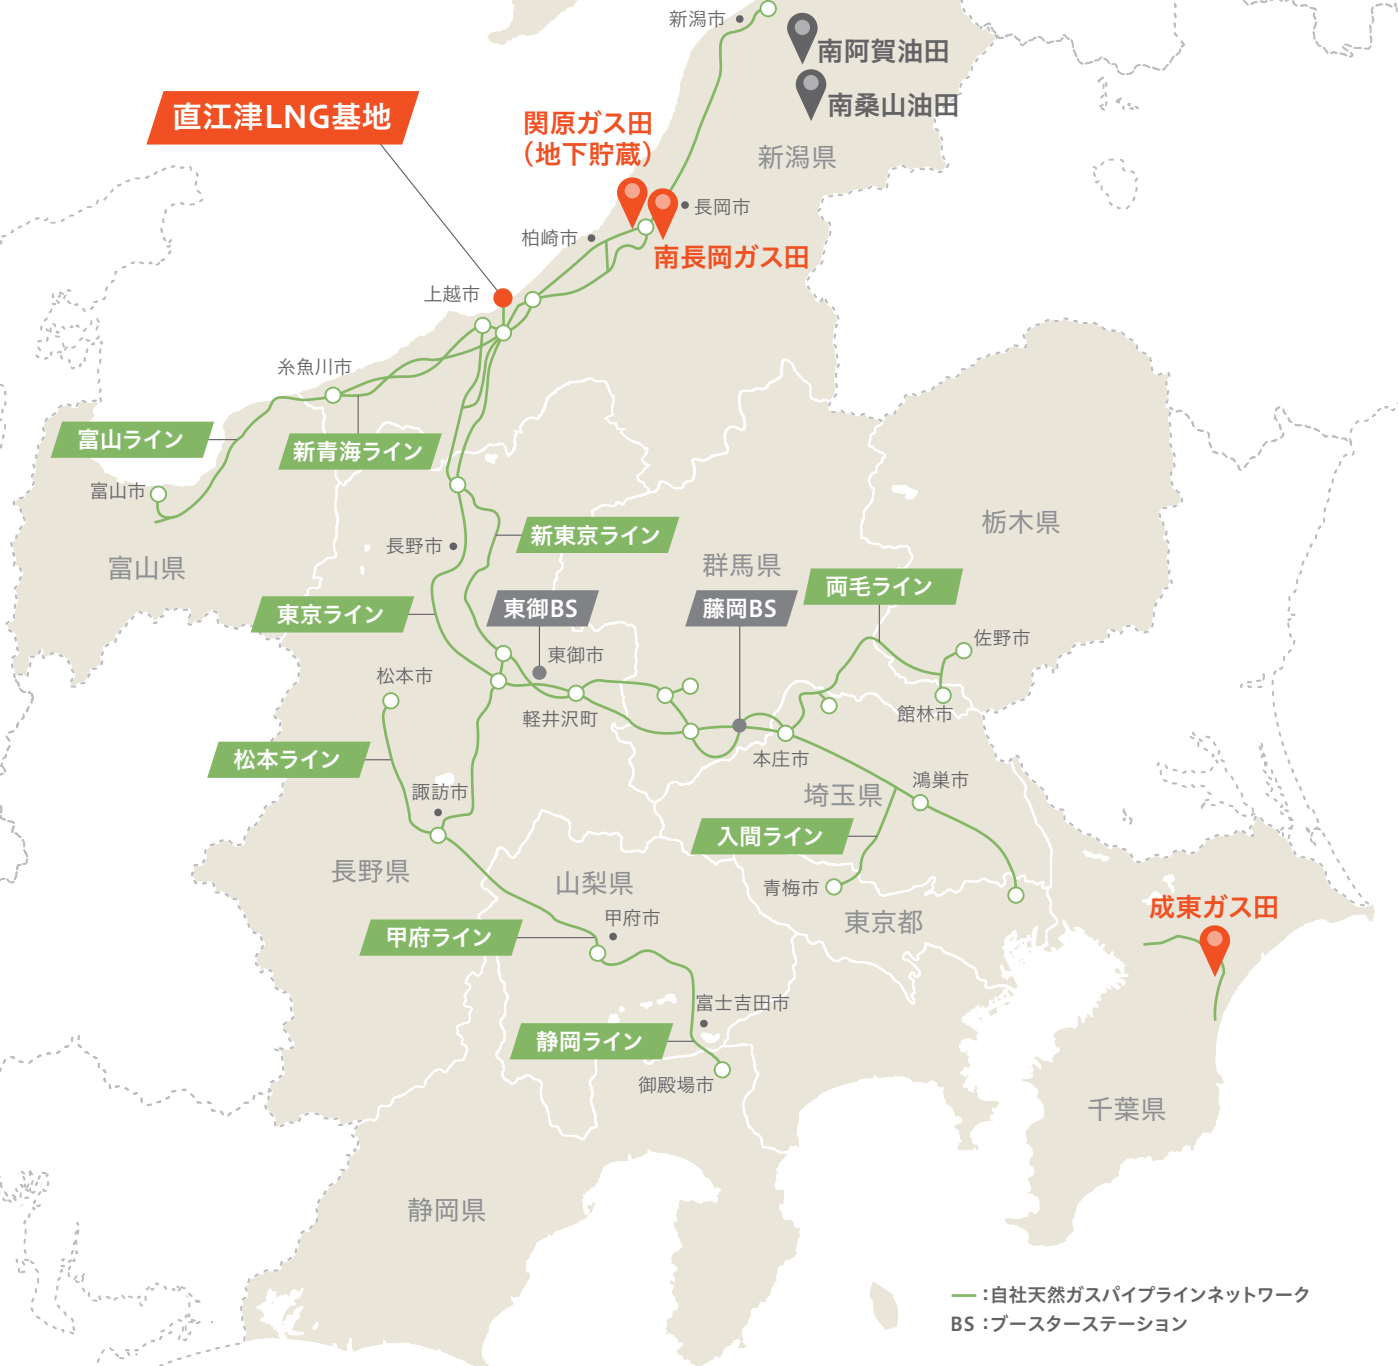 新潟市
南阿賀油田
南桑山油田
直江津LNG基地
関原ガス田
（地下貯蔵）
新潟県
長岡市
柏崎市
南長岡ガス田
上越市
糸魚川市
富山ライン
新青海ライン
富山市
新東京ライン
栃木県
長野市
富山県
群馬県
両毛ライン
東京ライン
東御BS
藤岡BS
佐野市
東御市
松本市
軽井沢町
館林市
松本ライン
本庄市
諏訪市
埼玉県
鴻巣市
入間ライン
長野県
山梨県
青梅市
成東ガス田
甲府市
東京都
甲府ライン
富士吉田市
静岡ライン
御殿場市
千葉県
静岡県
：自社天然ガスパイプラインネットワーク
BS：ブースターステーション